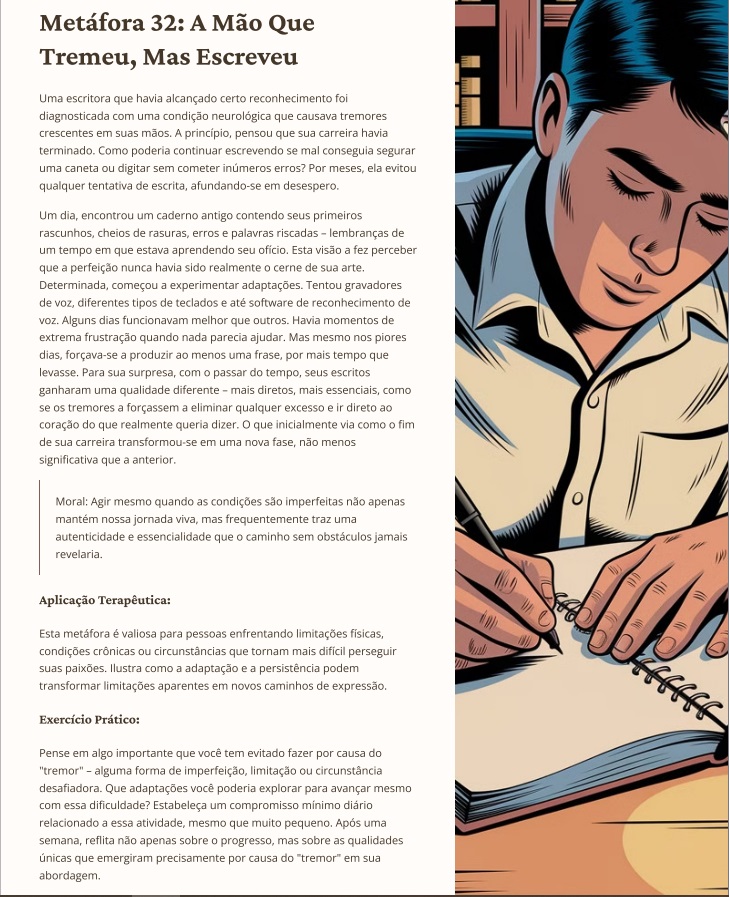 Metáfora 32: A Mão Que
Tremeu, Mas Escreveu
Uma escritora que havia alcançado certo reconhecimento foi
diagnosticada com uma condição neurológica que causava tremores
crescentes em suas mãos. A princípio, pensou que sua carreira havia
terminado. Como poderia continuar escrevendo se mal conseguia segurar
uma caneta ou digitar sem cometer inúmeros erros? Por meses, ela evitou
qualquer tentativa de escrita, afundando-se em desespero.
Um dia, encontrou um caderno antigo contendo seus primeiros
rascunhos, cheios de rasuras, erros e palavras riscadas – lembranças de
um tempo em que estava aprendendo seu ofício. Esta visão a fez perceber
que a perfeição nunca havia sido realmente o cerne de sua arte.
Determinada, começou a experimentar adaptações. Tentou gravadores
de voz, diferentes tipos de teclados e até software de reconhecimento de
voz. Alguns dias funcionavam melhor que outros. Havia momentos de
extrema frustração quando nada parecia ajudar. Mas mesmo nos piores
dias, forçava-se a produzir ao menos uma frase, por mais tempo que
levasse. Para sua surpresa, com o passar do tempo, seus escritos
ganharam uma qualidade diferente – mais diretos, mais essenciais, como
se os tremores a forçassem a eliminar qualquer excesso e ir direto ao
coração do que realmente queria dizer. O que inicialmente via como o fim
de sua carreira transformou-se em uma nova fase, não menos
significativa que a anterior.
Moral: Agir mesmo quando as condições são imperfeitas não apenas
mantém nossa jornada viva, mas frequentemente traz uma
autenticidade e essencialidade que o caminho sem obstáculos jamais
revelaria.
Aplicação Terapêutica:
Esta metáfora é valiosa para pessoas enfrentando limitações físicas,
condições crônicas ou circunstâncias que tornam mais difícil perseguir
suas paixões. Ilustra como a adaptação e a persistência podem
transformar limitações aparentes em novos caminhos de expressão.
Exercício Prático:
Pense em algo importante que você tem evitado fazer por causa do
"tremor" – alguma forma de imperfeição, limitação ou circunstância
desafiadora. Que adaptações você poderia explorar para avançar mesmo
com essa dificuldade? Estabeleça um compromisso mínimo diário
relacionado a essa atividade, mesmo que muito pequeno. Após uma
semana, reflita não apenas sobre o progresso, mas sobre as qualidades
únicas que emergiram precisamente por causa do "tremor" em sua
abordagem.